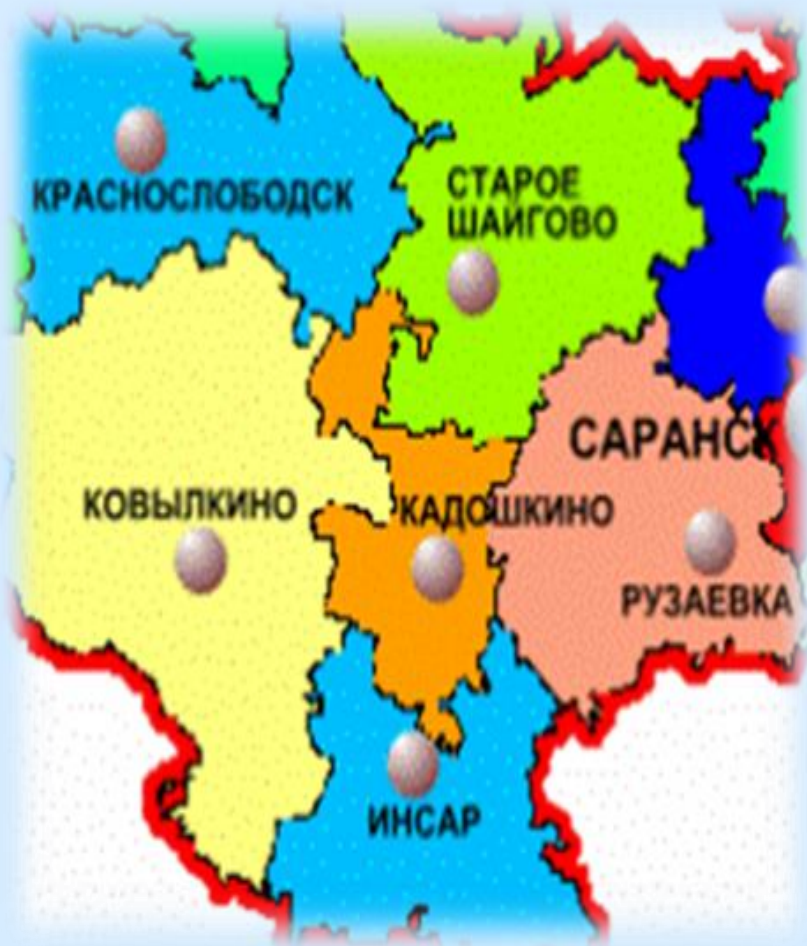 КРАСНОСЛОБОДСК
СТАРОЕ
ШАЙГОВО
САРАНСК
КОВЫЛКИНО
КАДОШКИНО
РУЗАЕВКА
ИНСАР